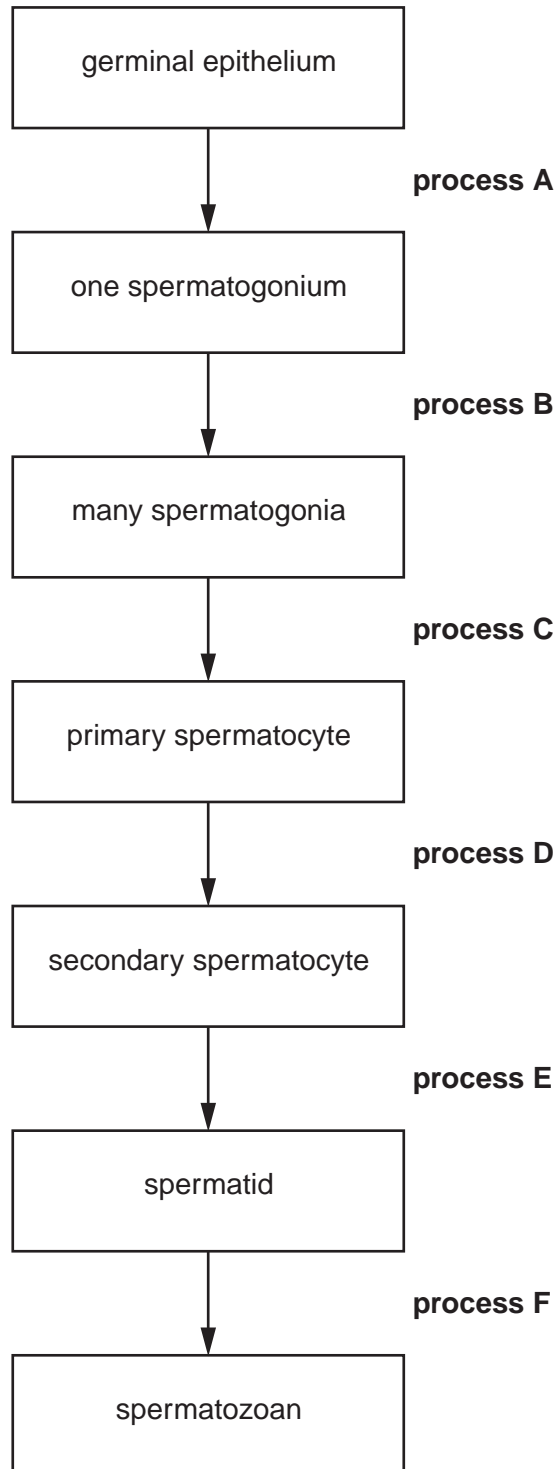 germinal epithelium
process A
one spermatogonium
process B
many spermatogonia
process C
primary spermatocyte
process D
secondary spermatocyte
process E
spermatid
process F
spermatozoan